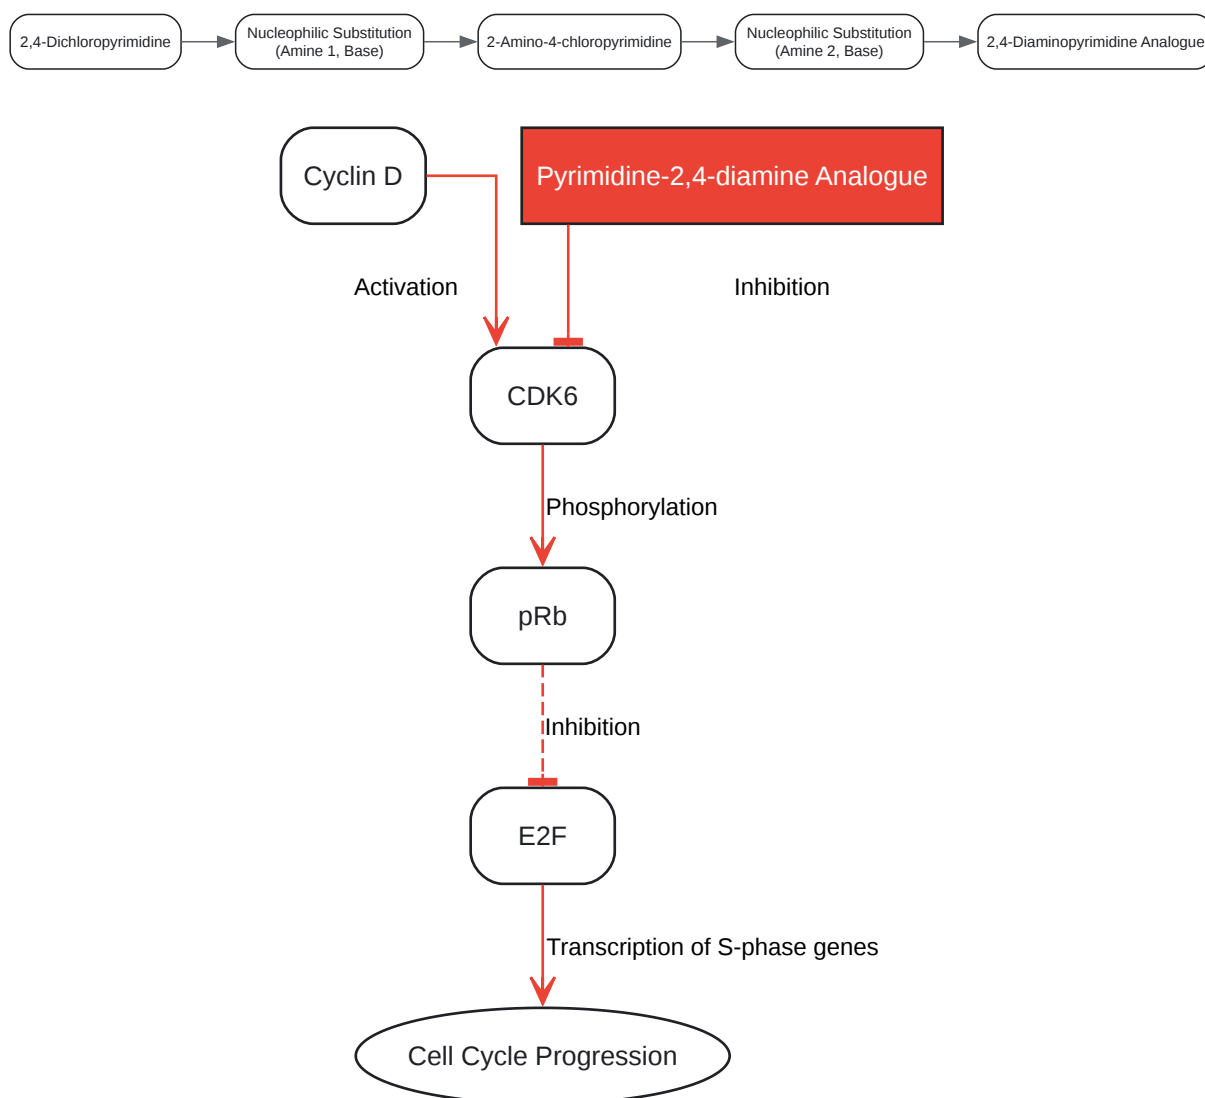 2,4-Dichloropyrimidine
Nucleophilic Substitution
(Amine 1, Base)
2-Amino-4-chloropyrimidine
Nucleophilic Substitution
(Amine 2, Base)
2,4-Diaminopyrimidine Analogue
Cyclin D
Pyrimidine-2,4-diamine Analogue
Activation
Inhibition
CDK6
Phosphorylation
pRb
Inhibition
E2F
Transcription of S-phase genes
Cell Cycle Progression